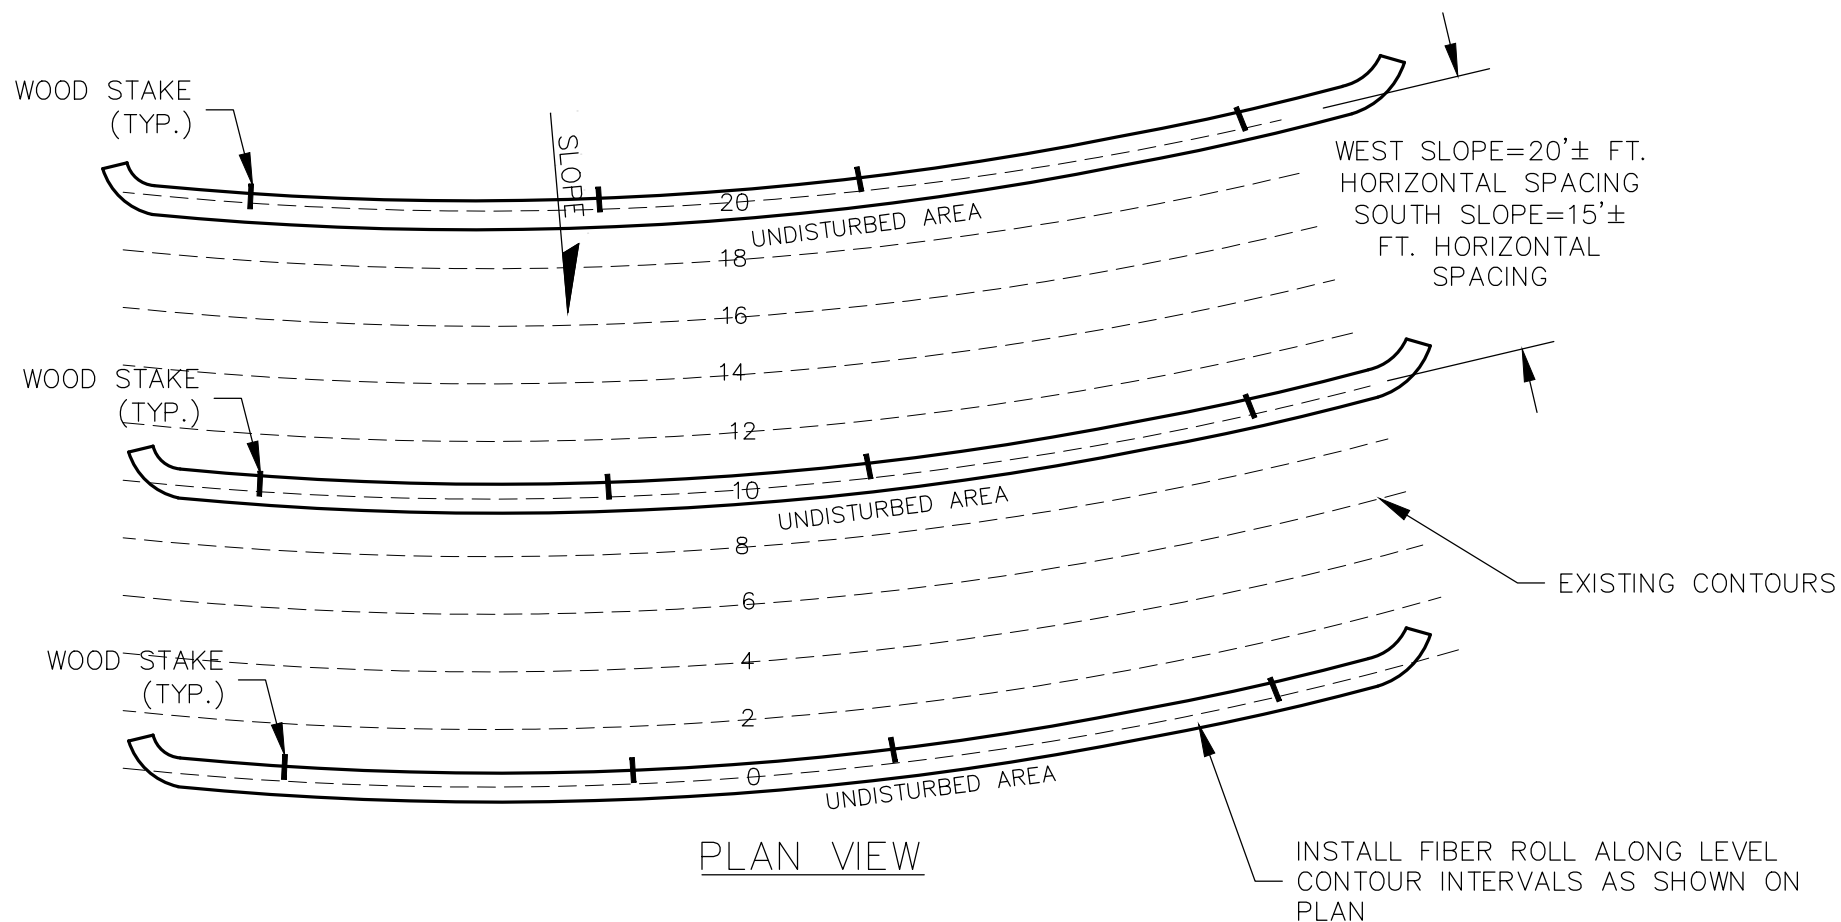 WOOD STAKE
(TYP.)
SLOPE
WEST SLOPE=20'± FT.
HORIZONTAL SPACING
SOUTH SLOPE=15'±
FT. HORIZONTAL
SPACING
20
UNDISTURBED AREA
18
16
14
WOOD STAKE
(TYP.)
12
10
UNDISTURBED AREA
8
EXISTING CONTOURS
6
WOOD STAKE
(TYP.)
4
2
0
UNDISTURBED AREA
PLAN VIEW
INSTALL FIBER ROLL ALONG LEVEL
CONTOUR INTERVALS AS SHOWN ON
PLAN